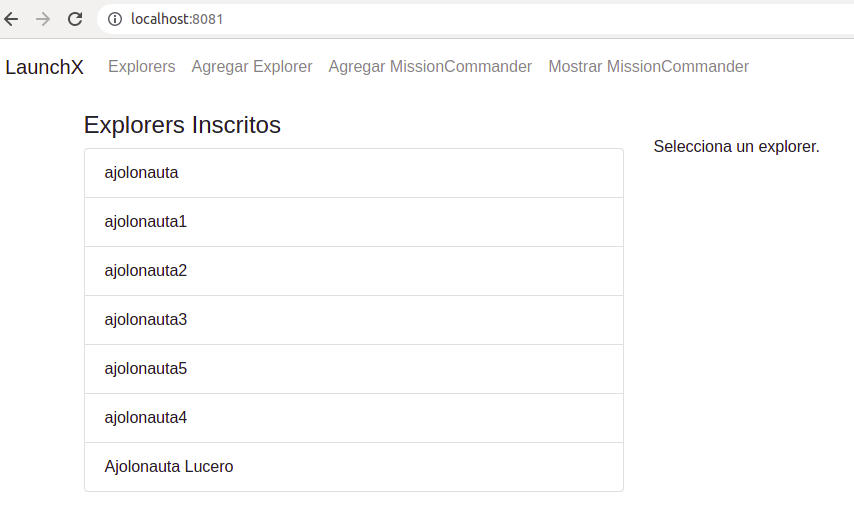 localhost:8081
LaunchX Explorers Agregar Explorer Agregar MissionCommander Mostrar MissionCommander
Explorers Inscritos
Selecciona un explorer.
ajolonauta
ajolonauta1
ajolonauta2
ajolonauta3
ajolonauta5
ajolonauta4
Ajolonauta Lucero